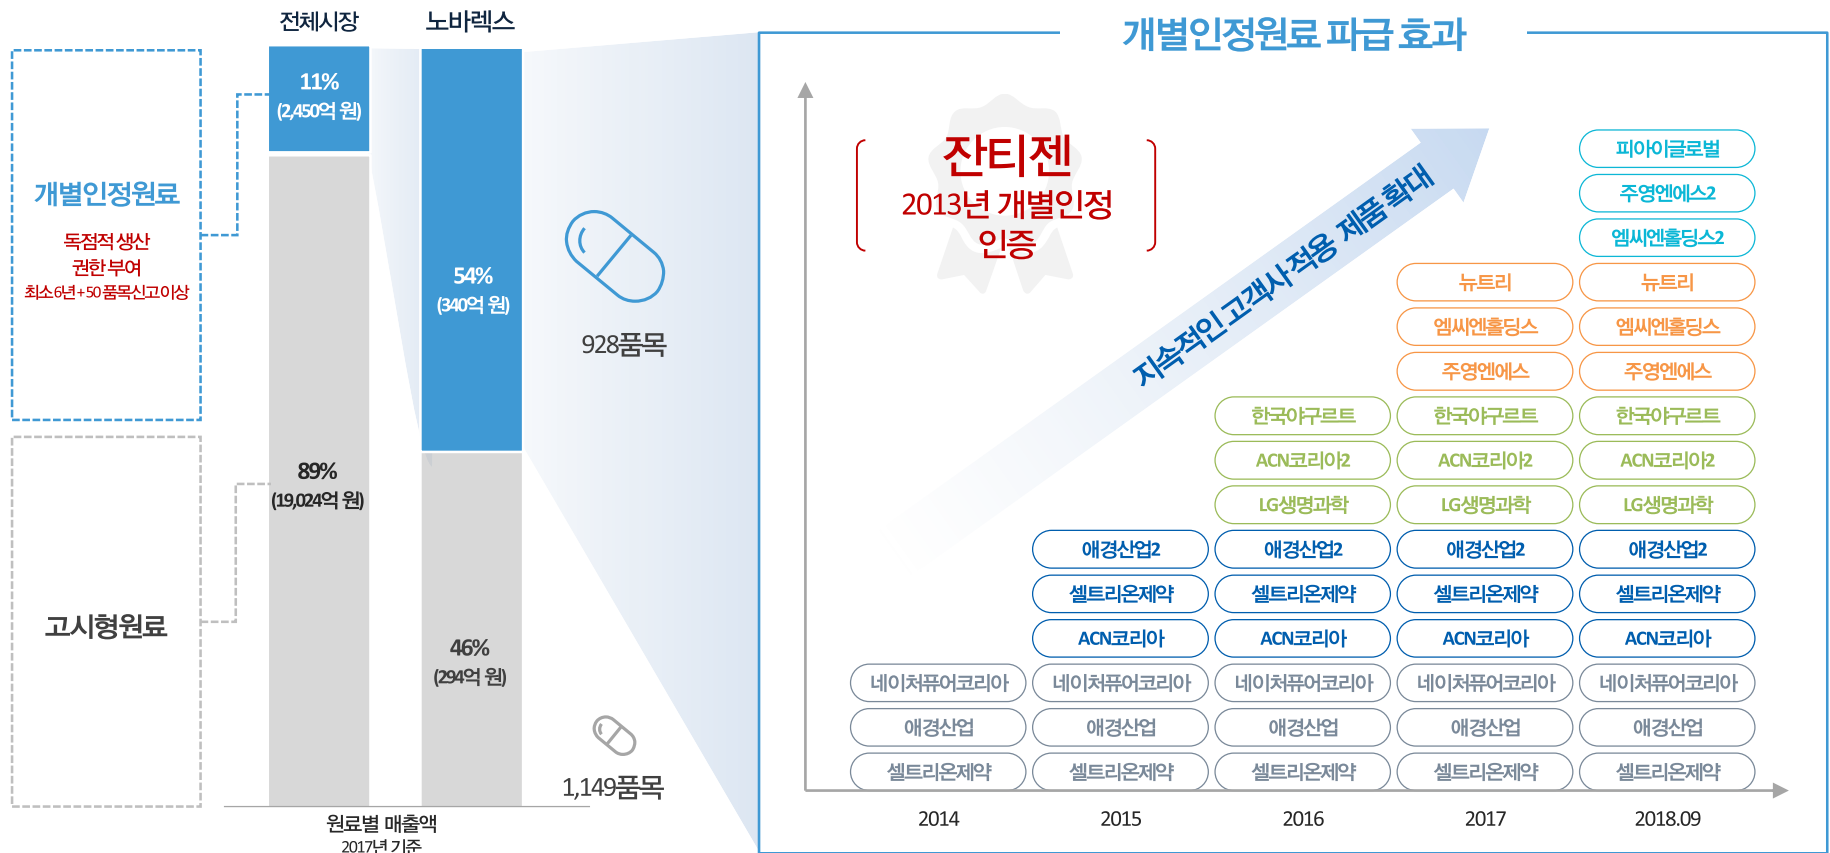 전체시장
노바렉스
11%
(2,450억 원)
개별인정원료
독점적 생산
권한 부여
최소 6년+50 품목신고 이상
54%
(340억 원)
928품목
89%
(19,024억 원)
고시형원료
46%
(294억 원)
1,149품목
원료별 매출액
2017년 기준
개별인정원료 파급 효과
잔티젠
2013년 개별인정
인증
지속적인 고객사 적용 제품 확대
피아이글로벌
주영엔에스2
엠씨엔홀딩스2
뉴트리 뉴트리
엠씨엔홀딩스 엠씨엔홀딩스
주영엔에스 주영엔에스
한국야구르트 한국야구르트 한국야구르트
ACN코리아2 ACN코리아2 ACN코리아2
LG생명과학 LG생명과학 LG생명과학
애경산업2 애경산업2 애경산업2 애경산업2
셀트리온제약 셀트리온제약 셀트리온제약 셀트리온제약
ACN코리아 ACN코리아 ACN코리아 ACN코리아
네이처퓨어코리아 네이처퓨어코리아 네이처퓨어코리아 네이처퓨어코리아 네이처퓨어코리아
애경산업 애경산업 애경산업 애경산업 애경산업
셀트리온제약 셀트리온제약 셀트리온제약 셀트리온제약 셀트리온제약
2014 2015 2016 2017 2018.09